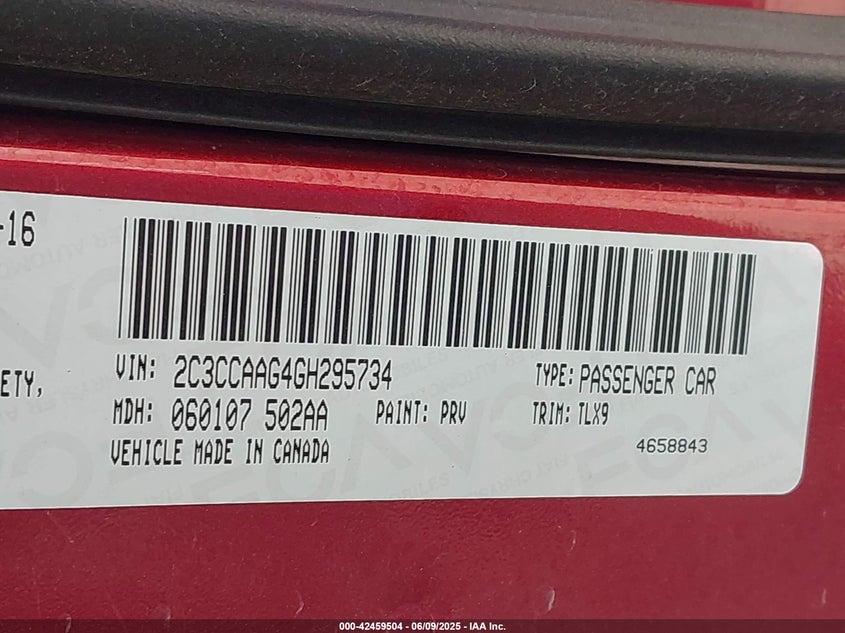 -16
ETY,
VIN: 2C3CCAAG4GH295734
TYPE: PASSENGER CAR
MDH: 060107 502AA
PAINT: PRV
TRIM: TLX9
VEHICLE MADE IN CANADA
4658843
000-42459504 - 06/09/2025 - IAA Inc.